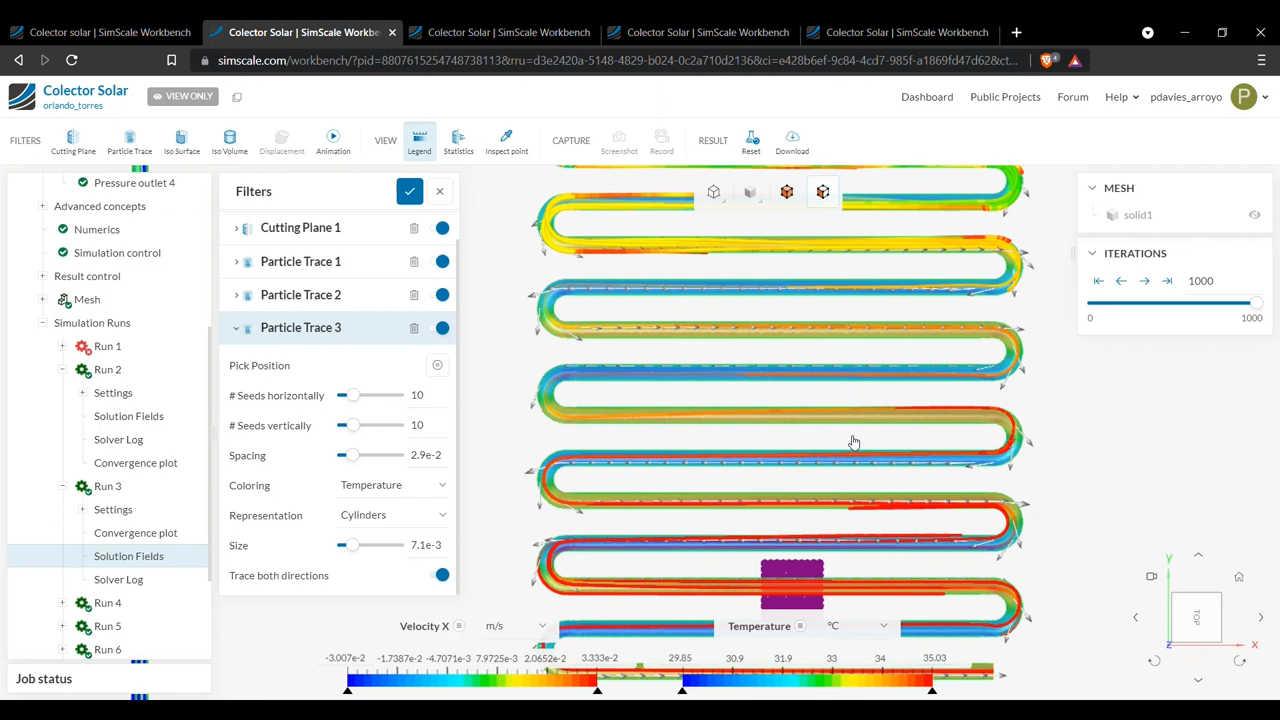 Colector solar | SimScale Workbench
Colector Solar | SimScale Workbe
Colector Solar | SimScale Workbench
Colector Solar | SimScale Workbench
Colector Solar | SimScale Workbench
simscale.com/workbench/?pid=8807615254748738113&rru=d3e2420a-5148-4829-b024-0c2a710d2136&ci=e428b6ef-9c84-4cd7-985f-a1869fd47d62&ct...
4
Colector Solar
orlando_torres
VIEW ONLY
Dashboard
Public Projects
Forum
Help
pdavies_arroyo
P
FILTERS
Cutting Plane
Particle Trace
Iso Surface
Iso Volume
Displacement
Animation
VIEW
Legend
Statistics
Inspect point
CAPTURE
Screenshot
Record
RESULT
Reset
Download
Pressure outlet 4
Advanced concepts
Numerics
Simulation control
Result control
Mesh
Simulation Runs
Run 1
Run 2
Settings
Solution Fields
Solver Log
Convergence plot
Run 3
Settings
Convergence plot
Solution Fields
Solver Log
Run 4
Run 5
Run 6
Job status
Filters
Cutting Plane 1
Particle Trace 1
Particle Trace 2
Particle Trace 3
Pick Position
# Seeds horizontally 10
# Seeds vertically 10
Spacing 2.9e-2
Coloring Temperature
Representation Cylinders
Size 7.1e-3
Trace both directions
MESH
solid1
ITERATIONS
1000
0 1000
Velocity X m/s
-3.007e-2 -1.7387e-2 -4.7071e-3 7.9725e-3 2.0652e-2 3.333e-2
Temperature °C
29.85 30.9 31.9 33 34 35.03
y
TOP
z
x